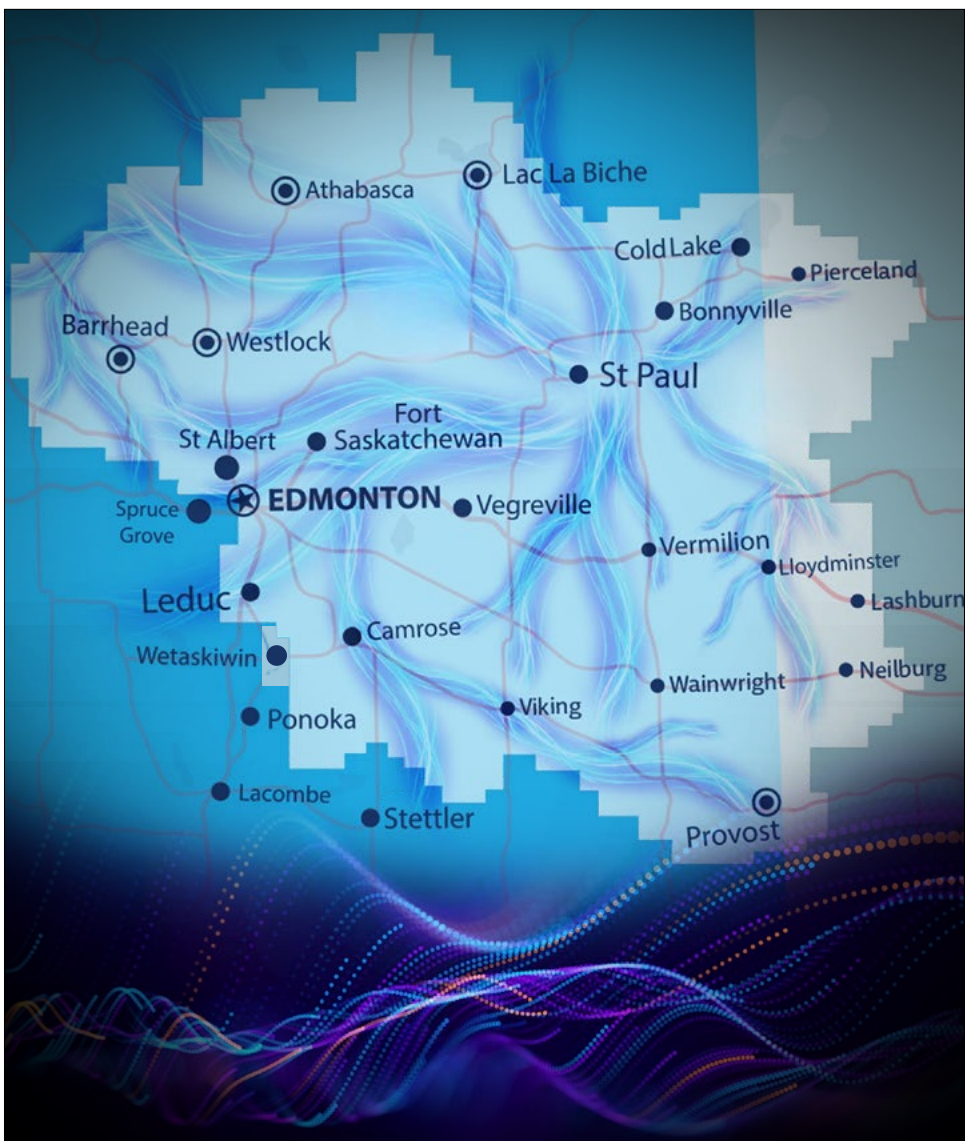 Lac La Biche
Athabasca
Cold Lake
Pierceland
Bonnyville
Barrhead
Westlock
St Paul
Fort
Saskatchewan
St Albert
EDMONTON
Vegreville
Spruce
Grove
Vermilion
Lloydminster
Leduc
Lashburn
Camrose
Wetaskiwin
Neilburg
Wainwright
Viking
Ponoka
Lacombe
Stettler
Provost